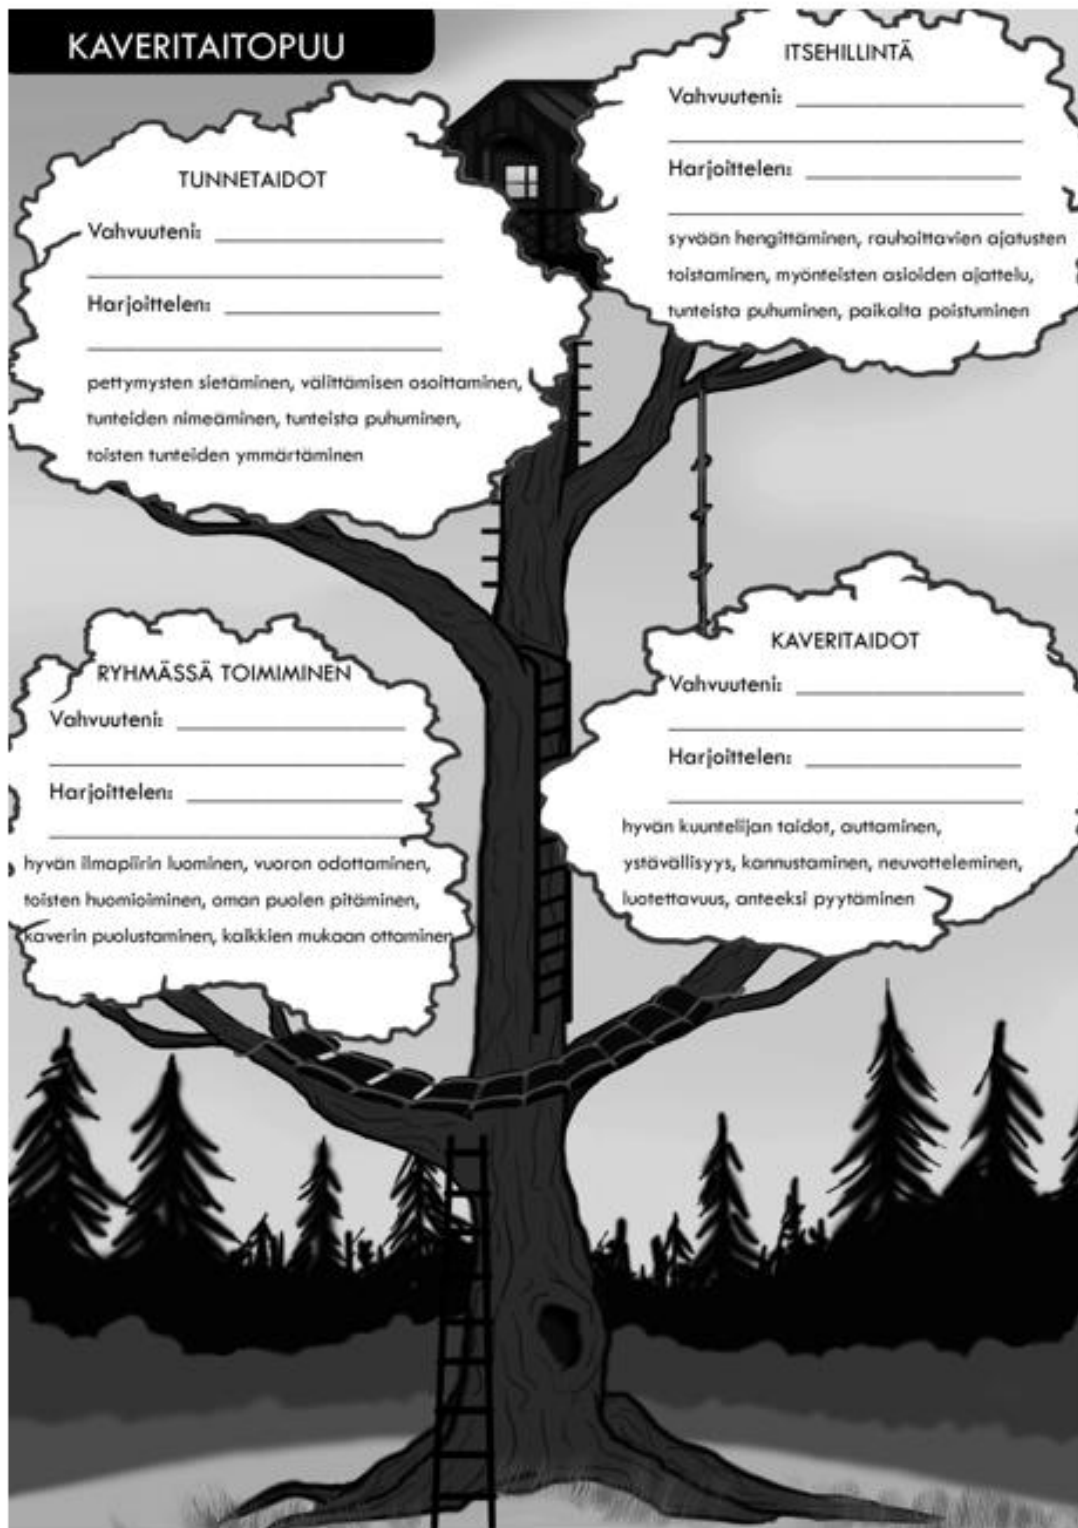 KAVERITAITOPUU
TUNNETAIDOT
Vahvuuteni:
Harjoittelen:
pettymysten sietäminen, välittämisen osoittaminen,
tunteiden nimeäminen, tunteista puhuminen,
toisten tunteiden ymmärtäminen
ITSEHILLINTÄ
Vahvuuteni:
Harjoittelen:
syvään hengittäminen, rauhoittavien ajatusten
toistaminen, myönteisten asioiden ajattelu,
tunteista puhuminen, paikalta poistuminen
RYHMÄSSÄ TOIMIMINEN
Vahvuuteni:
Harjoittelen:
hyvän ilmapiirin luominen, vuoron odottaminen,
toisten huomioiminen, oman puolen pitäminen,
kaverin puolustaminen, kaikkien mukaan ottaminen
KAVERITAIDOT
Vahvuuteni:
Harjoittelen:
hyvän kuuntelijan taidot, auttaminen,
ystävällisyys, kannustaminen, neuvotteleminen,
luotettavuus, anteeksi pyytäminen